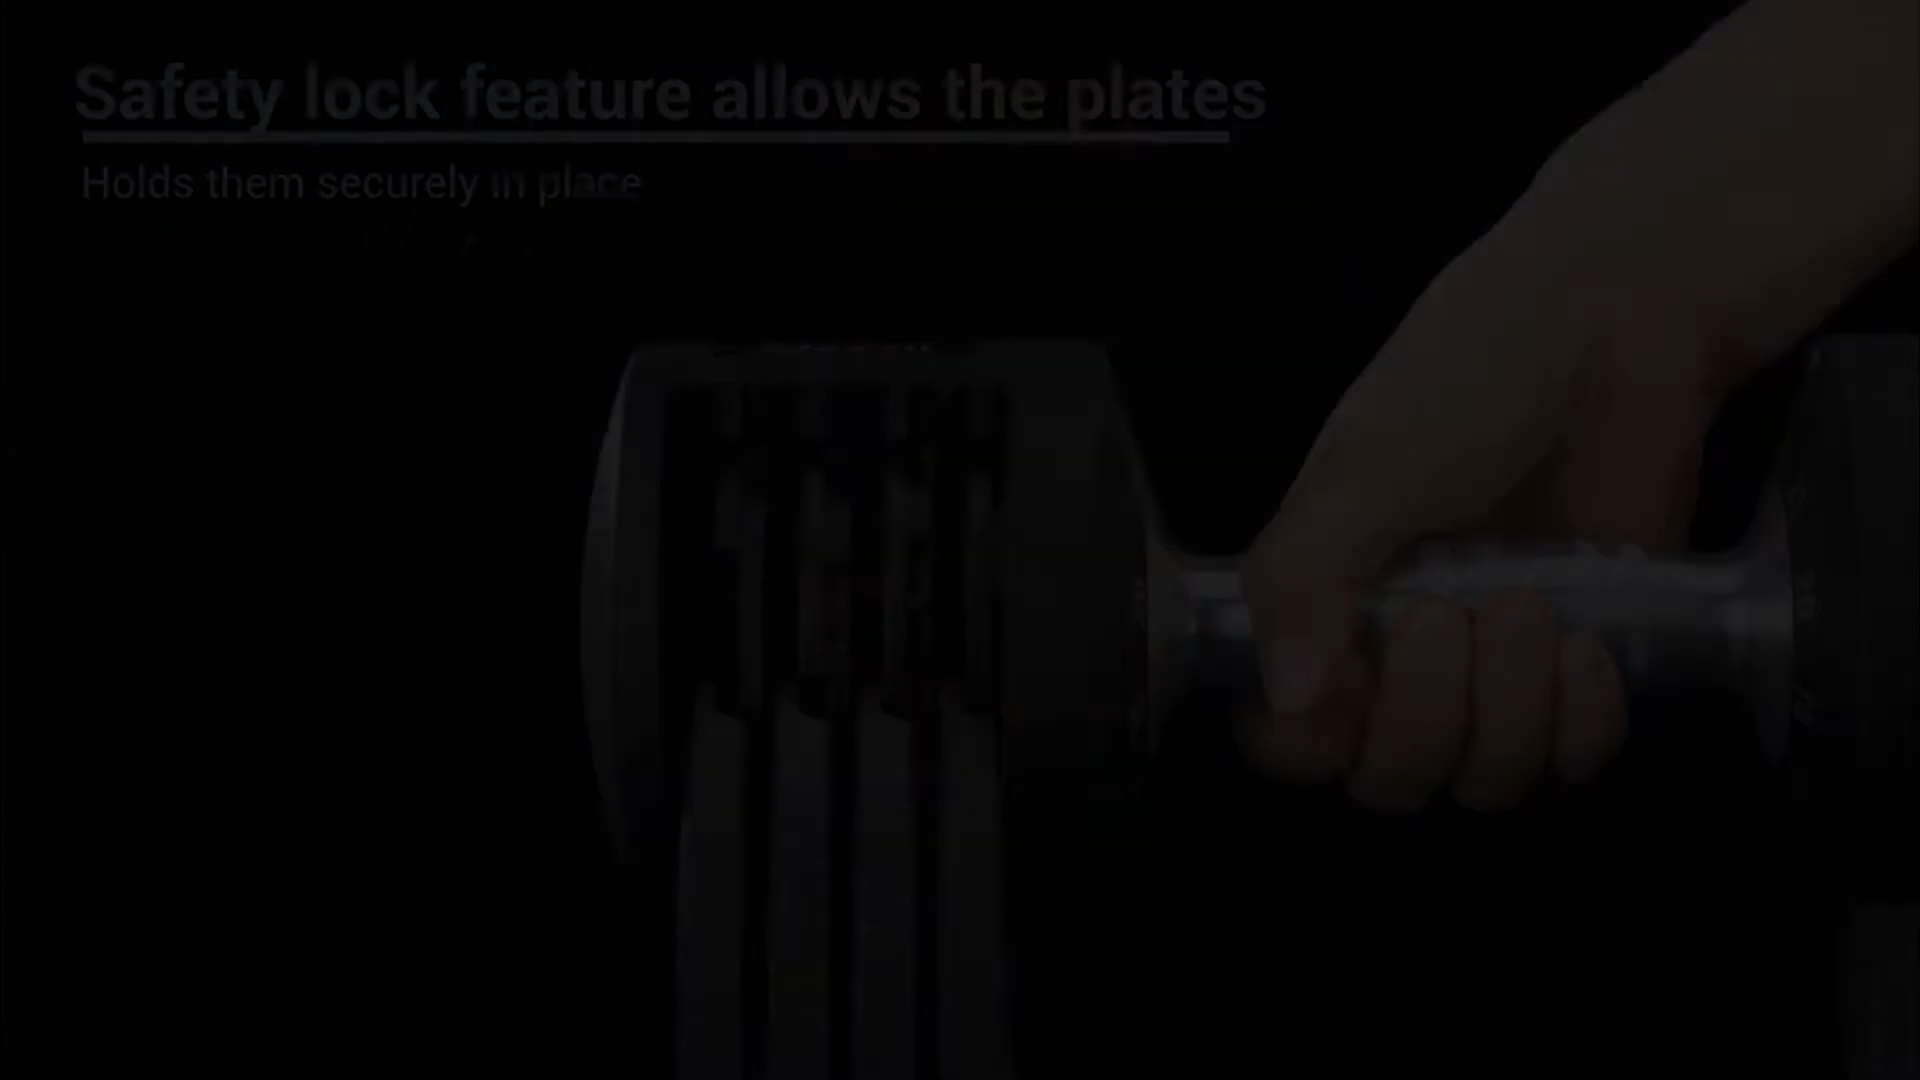 Safety lock feature allows the plates
Holds them securely in place